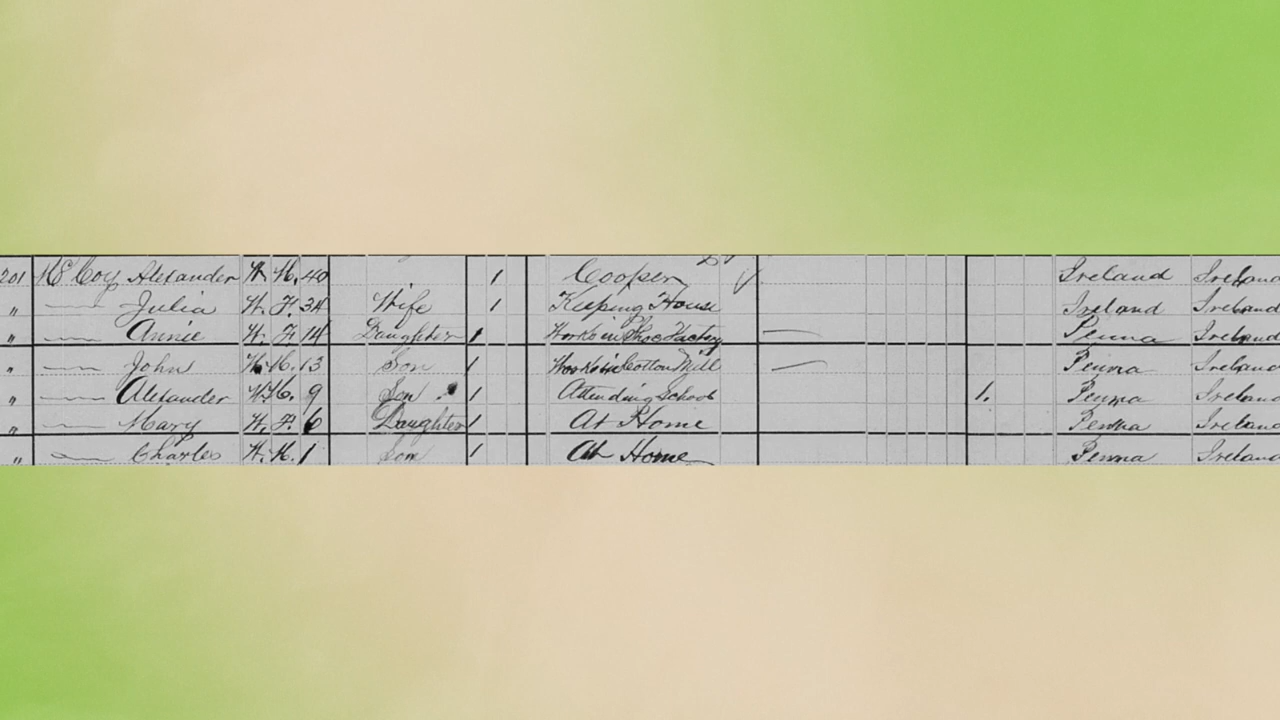 201 McCoy Alexander W. M. 40 1 Cooper Ireland Ireland
" — Julia W. F. 34 Wife 1 Keeping House Ireland Ireland
" — Annie W. F. 14 Daughter 1 Works in Shoe Factory Penna Ireland
" — John W. M. 13 Son 1 Works in Cotton Mill Penna Ireland
" — Alexander W. M. 9 Son 1 Attending School 1. Penna Ireland
" — Mary W. F. 6 Daughter 1 At Home Penna Ireland
" — Charles W. M. 1 Son 1 At Home Penna Ireland